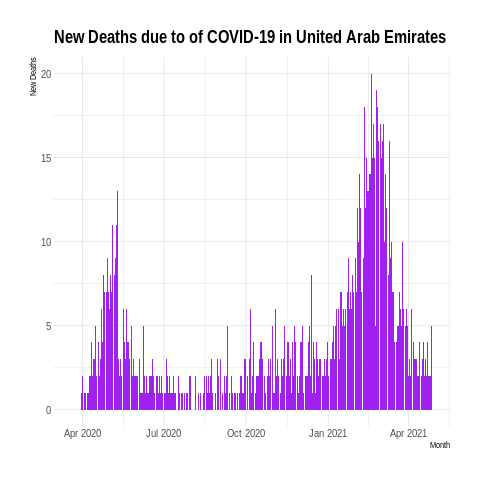 New Deaths due to of COVID-19 in United Arab Emirates
New Deaths
20
15
10
5
0
Apr 2020 Jul 2020 Oct 2020 Jan 2021 Apr 2021
Month